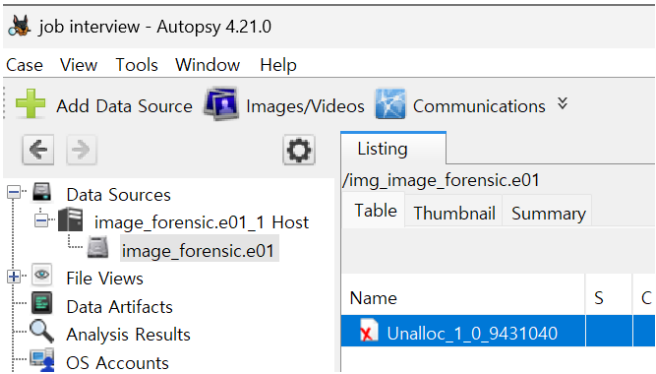 job interview - Autopsy 4.21.0
Case View Tools Window Help
Add Data Source Images/Videos Communications
Listing
/img_image_forensic.e01
Table Thumbnail Summary
Data Sources
image_forensic.e01_1 Host
image_forensic.e01
File Views
Data Artifacts
Analysis Results
OS Accounts
Name S C
Unalloc_1_0_9431040